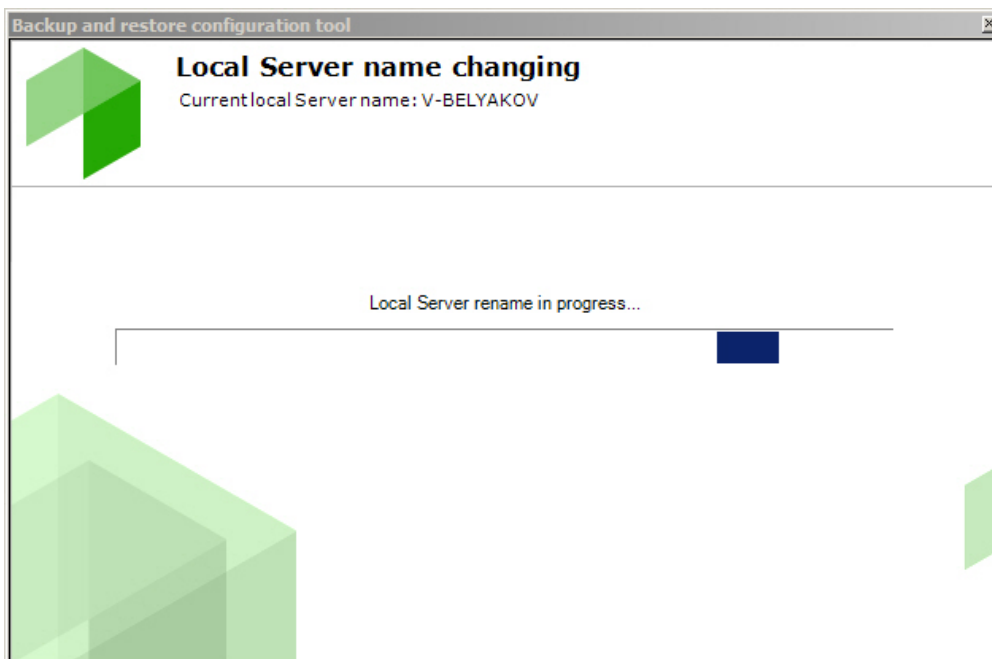 Backup and restore configuration tool
Local Server name changing
Current local Server name: V-BELYAKOV
Local Server rename in progress...